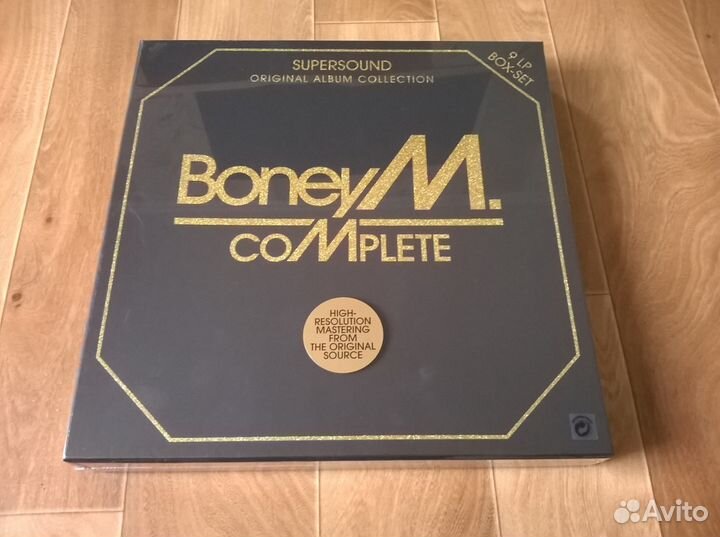 SUPERSOUND
ORIGINAL ALBUM COLLECTION
9 LP
BOX-SET
Boney M.
COMPLETE
HIGH-
RESOLUTION
MASTERING
FROM
THE ORIGINAL
SOURCE
Avito